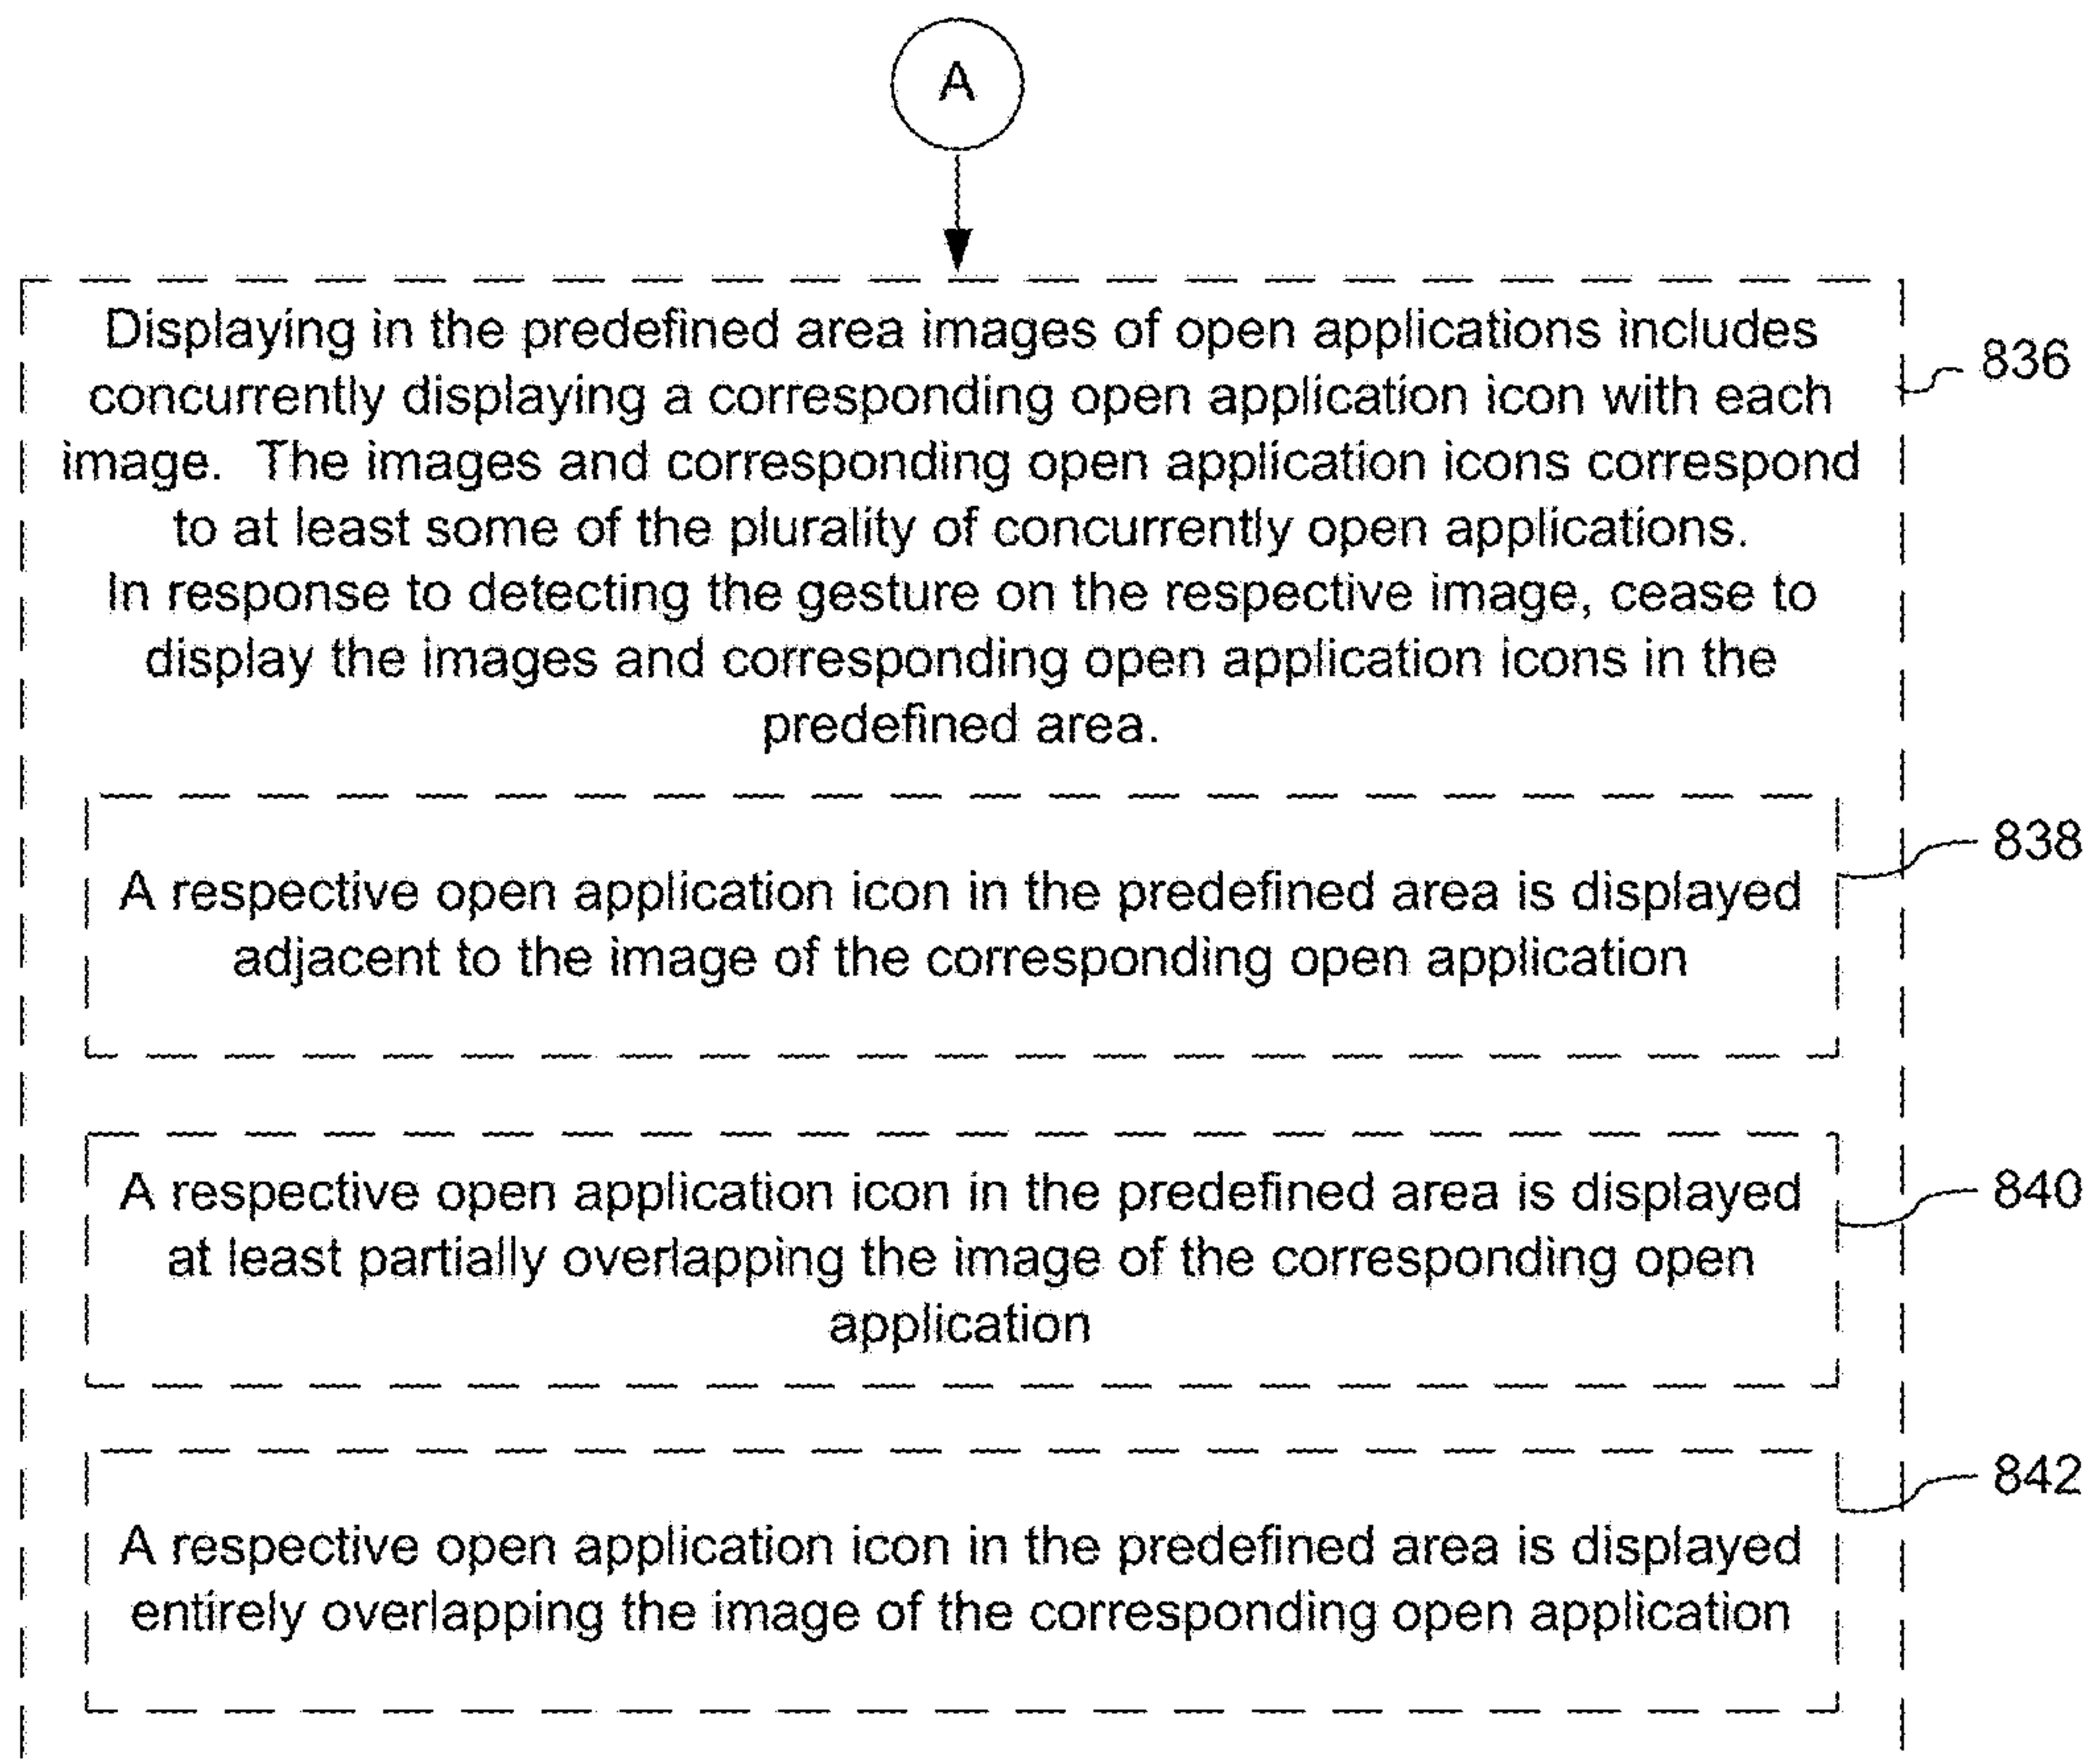 A
Displaying in the predefined area images of open applications includes
concurrently displaying a corresponding open application icon with each
image.  The images and corresponding open application icons correspond
to at least some of the plurality of concurrently open applications.
In response to detecting the gesture on the respective image, cease to
display the images and corresponding open application icons in the
predefined area.
836
A respective open application icon in the predefined area is displayed
adjacent to the image of the corresponding open application
838
A respective open application icon in the predefined area is displayed
at least partially overlapping the image of the corresponding open
application
840
A respective open application icon in the predefined area is displayed
entirely overlapping the image of the corresponding open application
842